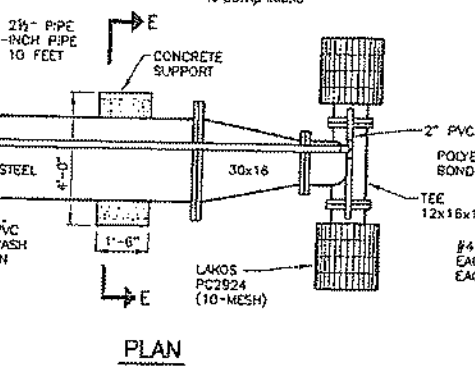 2½" PIPE
-INCH PIPE
10 FEET
E
CONCRETE
SUPPORT
2" PVC
POLYE
BOND
STEEL
4'-0"
30x16
TEE
12x16x1
VC
ASH
N
1'-6"
#4
EAC
EAC
LAKOS
PC2924
(10-MESH)
E
PLAN